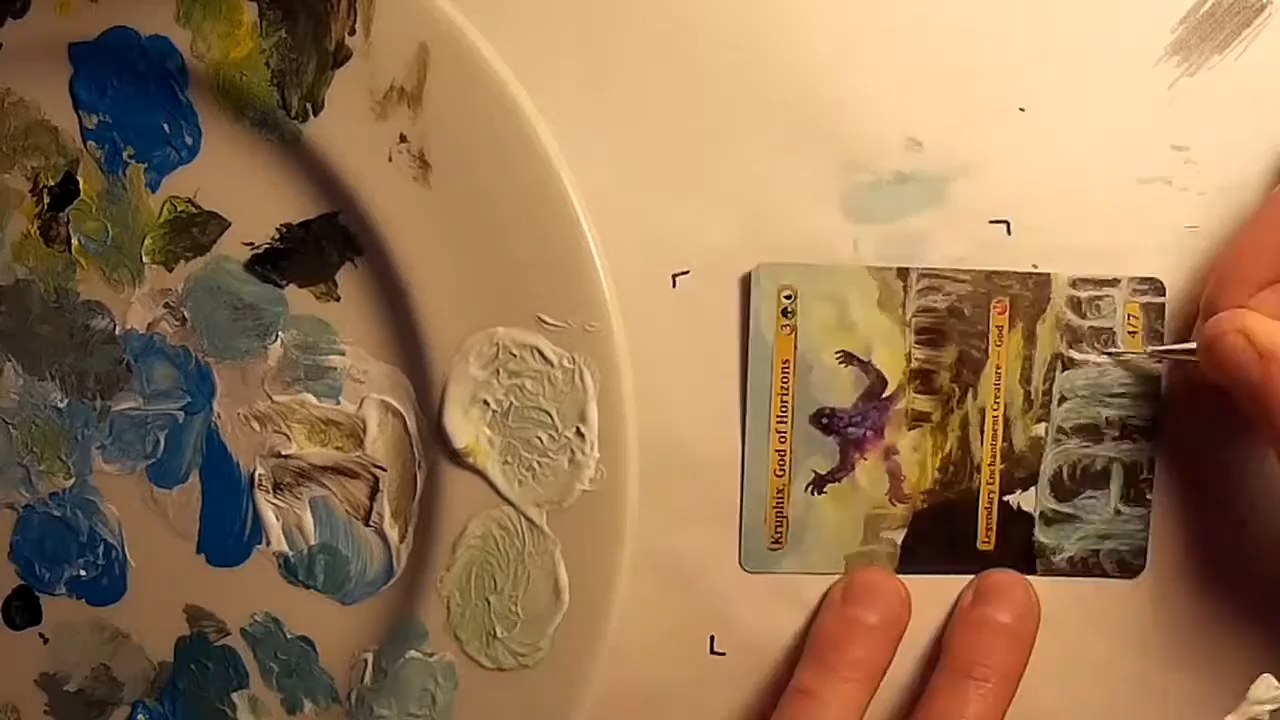 Kruphix, God of Horizons 3
Legendary Enchantment Creature — God
4/7